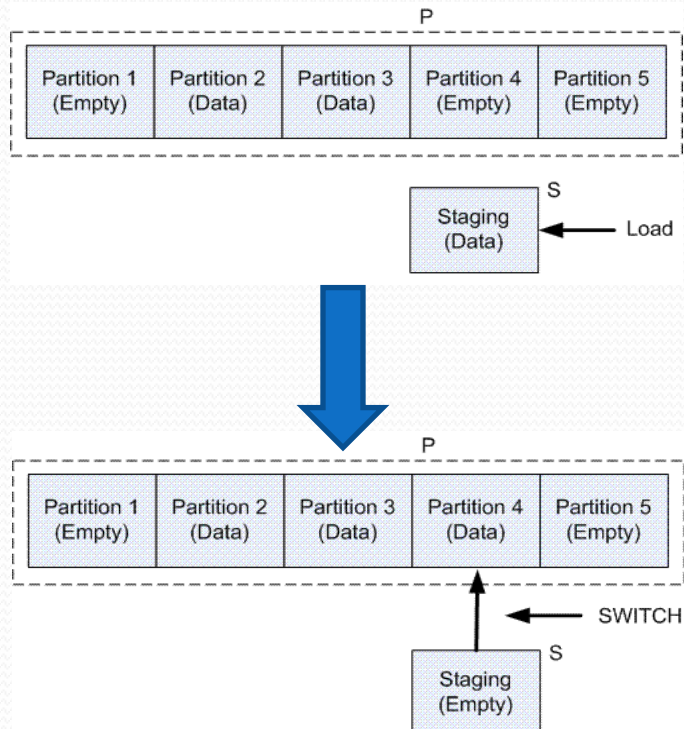 P
Partition 1 Partition 2 Partition 3 Partition 4 Partition 5
(Empty) (Data) (Data) (Empty) (Empty)
S
Staging
(Data)
Load
P
Partition 1 Partition 2 Partition 3 Partition 4 Partition 5
(Empty) (Data) (Data) (Data) (Empty)
SWITCH
S
Staging
(Empty)